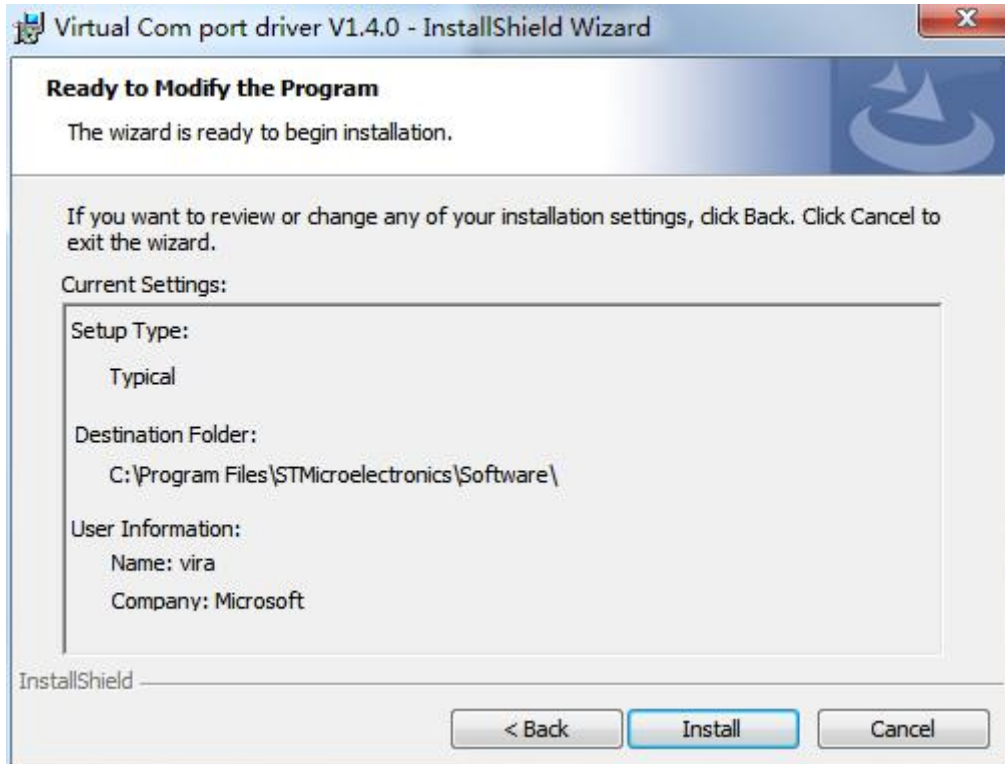 Virtual Com port driver V1.4.0 - InstallShield Wizard
Ready to Modify the Program
The wizard is ready to begin installation.
If you want to review or change any of your installation settings, click Back. Click Cancel to
exit the wizard.
Current Settings:
Setup Type:
Typical
Destination Folder:
C:\Program Files\STMicroelectronics\Software\
User Information:
Name: vira
Company: Microsoft
InstallShield
< Back
Install
Cancel